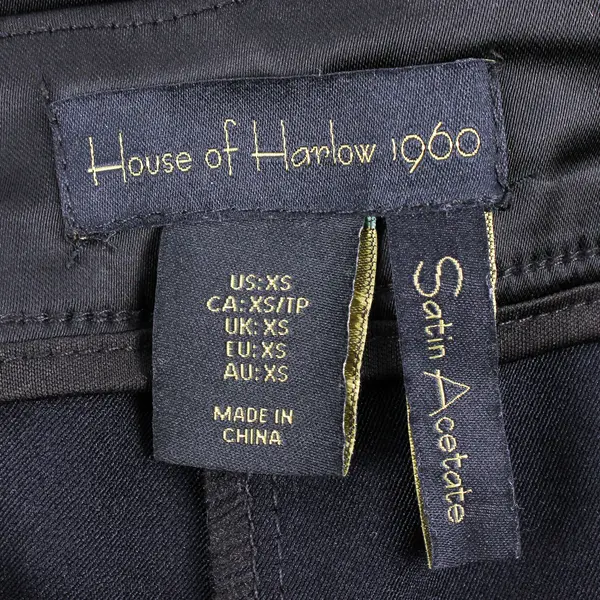 House of Harlow 1960
US: XS
CA: XS/TP
UK: XS
EU: XS
AU: XS
MADE IN
CHINA
Satin Acetate